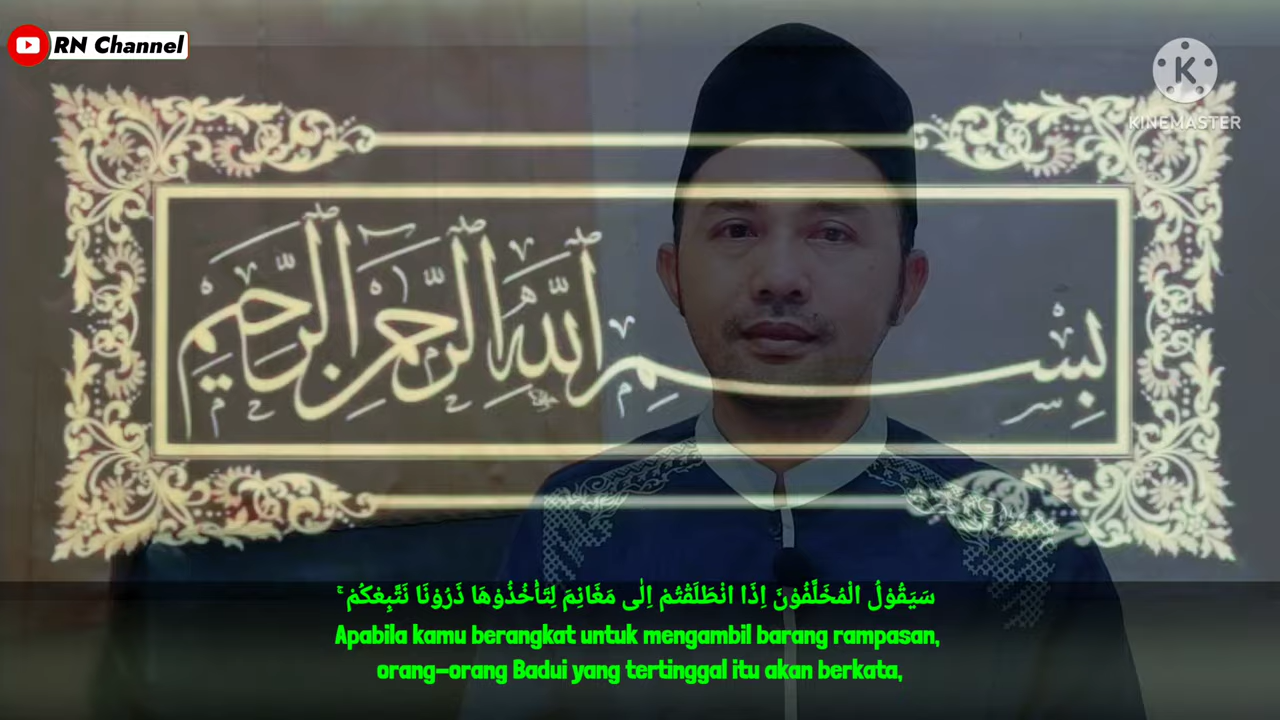 RN Channel
K
KINEMASTER
بِسْمِ اللَّهِ الرَّحْمَٰنِ الرَّحِيمِ
سَيَقُوْلُ الْمُخَلَّفُوْنَ اِذَا انْطَلَقْتُمْ اِلٰى مَغَانِمَ لِتَأْخُذُوْهَا ذَرُوْنَا نَتَّبِعْكُمْ ۚ
Apabila kamu berangkat untuk mengambil barang rampasan,
orang-orang Badui yang tertinggal itu akan berkata,